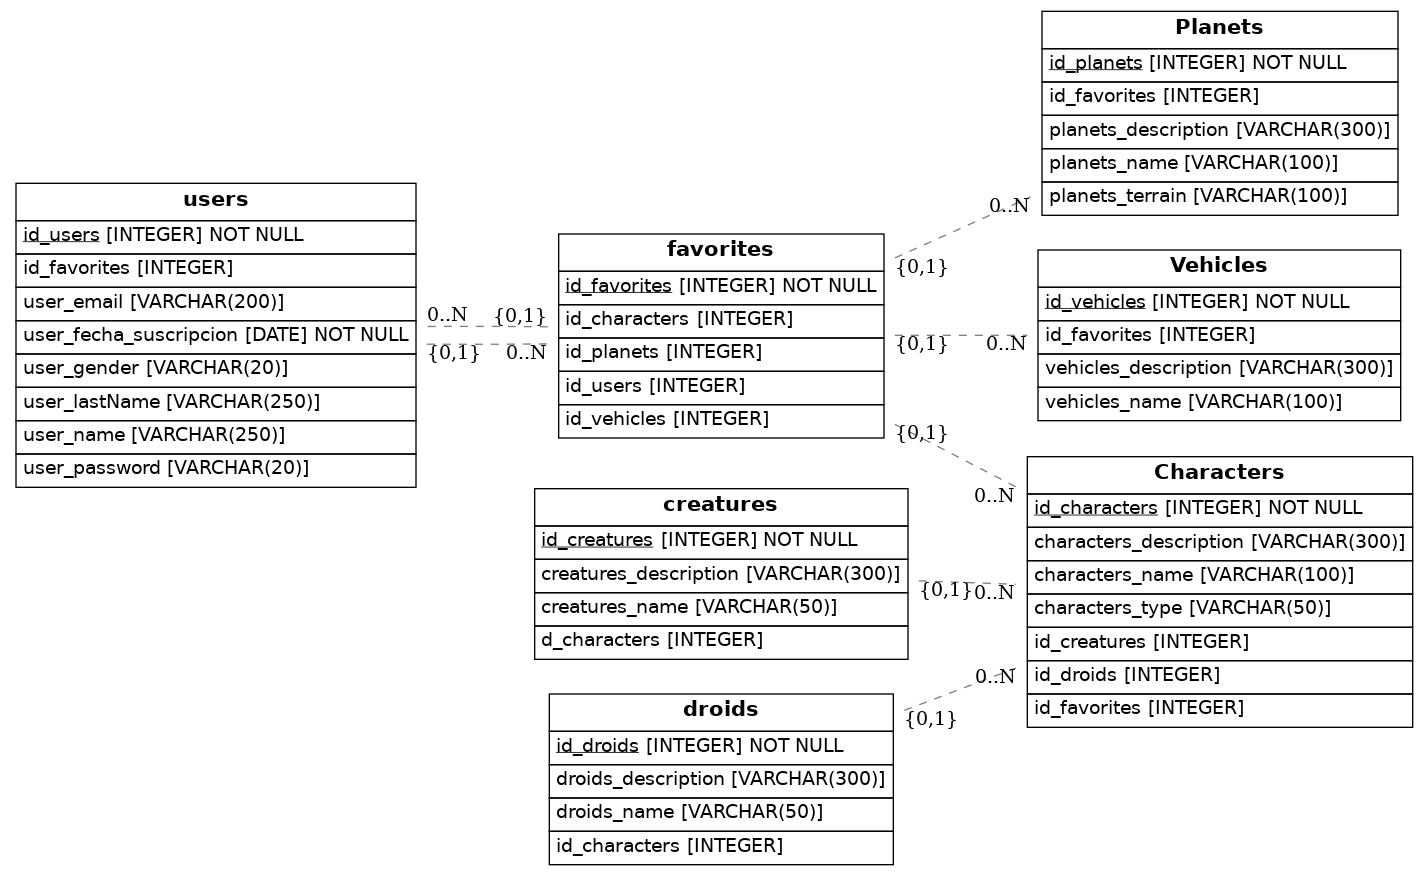 users
id_users [INTEGER] NOT NULL
id_favorites [INTEGER]
user_email [VARCHAR(200)]
user_fecha_suscripcion [DATE] NOT NULL
user_gender [VARCHAR(20)]
user_lastName [VARCHAR(250)]
user_name [VARCHAR(250)]
user_password [VARCHAR(20)]
0..N {0,1}
{0,1} 0..N
favorites
id_favorites [INTEGER] NOT NULL
id_characters [INTEGER]
id_planets [INTEGER]
id_users [INTEGER]
id_vehicles [INTEGER]
creatures
id_creatures [INTEGER] NOT NULL
creatures_description [VARCHAR(300)]
creatures_name [VARCHAR(50)]
d_characters [INTEGER]
droids
id_droids [INTEGER] NOT NULL
droids_description [VARCHAR(300)]
droids_name [VARCHAR(50)]
id_characters [INTEGER]
0..N
{0,1}
{0,1} 0..N
{0,1}
0..N
{0,1} 0..N
0..N
{0,1}
Planets
id_planets [INTEGER] NOT NULL
id_favorites [INTEGER]
planets_description [VARCHAR(300)]
planets_name [VARCHAR(100)]
planets_terrain [VARCHAR(100)]
Vehicles
id_vehicles [INTEGER] NOT NULL
id_favorites [INTEGER]
vehicles_description [VARCHAR(300)]
vehicles_name [VARCHAR(100)]
Characters
id_characters [INTEGER] NOT NULL
characters_description [VARCHAR(300)]
characters_name [VARCHAR(100)]
characters_type [VARCHAR(50)]
id_creatures [INTEGER]
id_droids [INTEGER]
id_favorites [INTEGER]